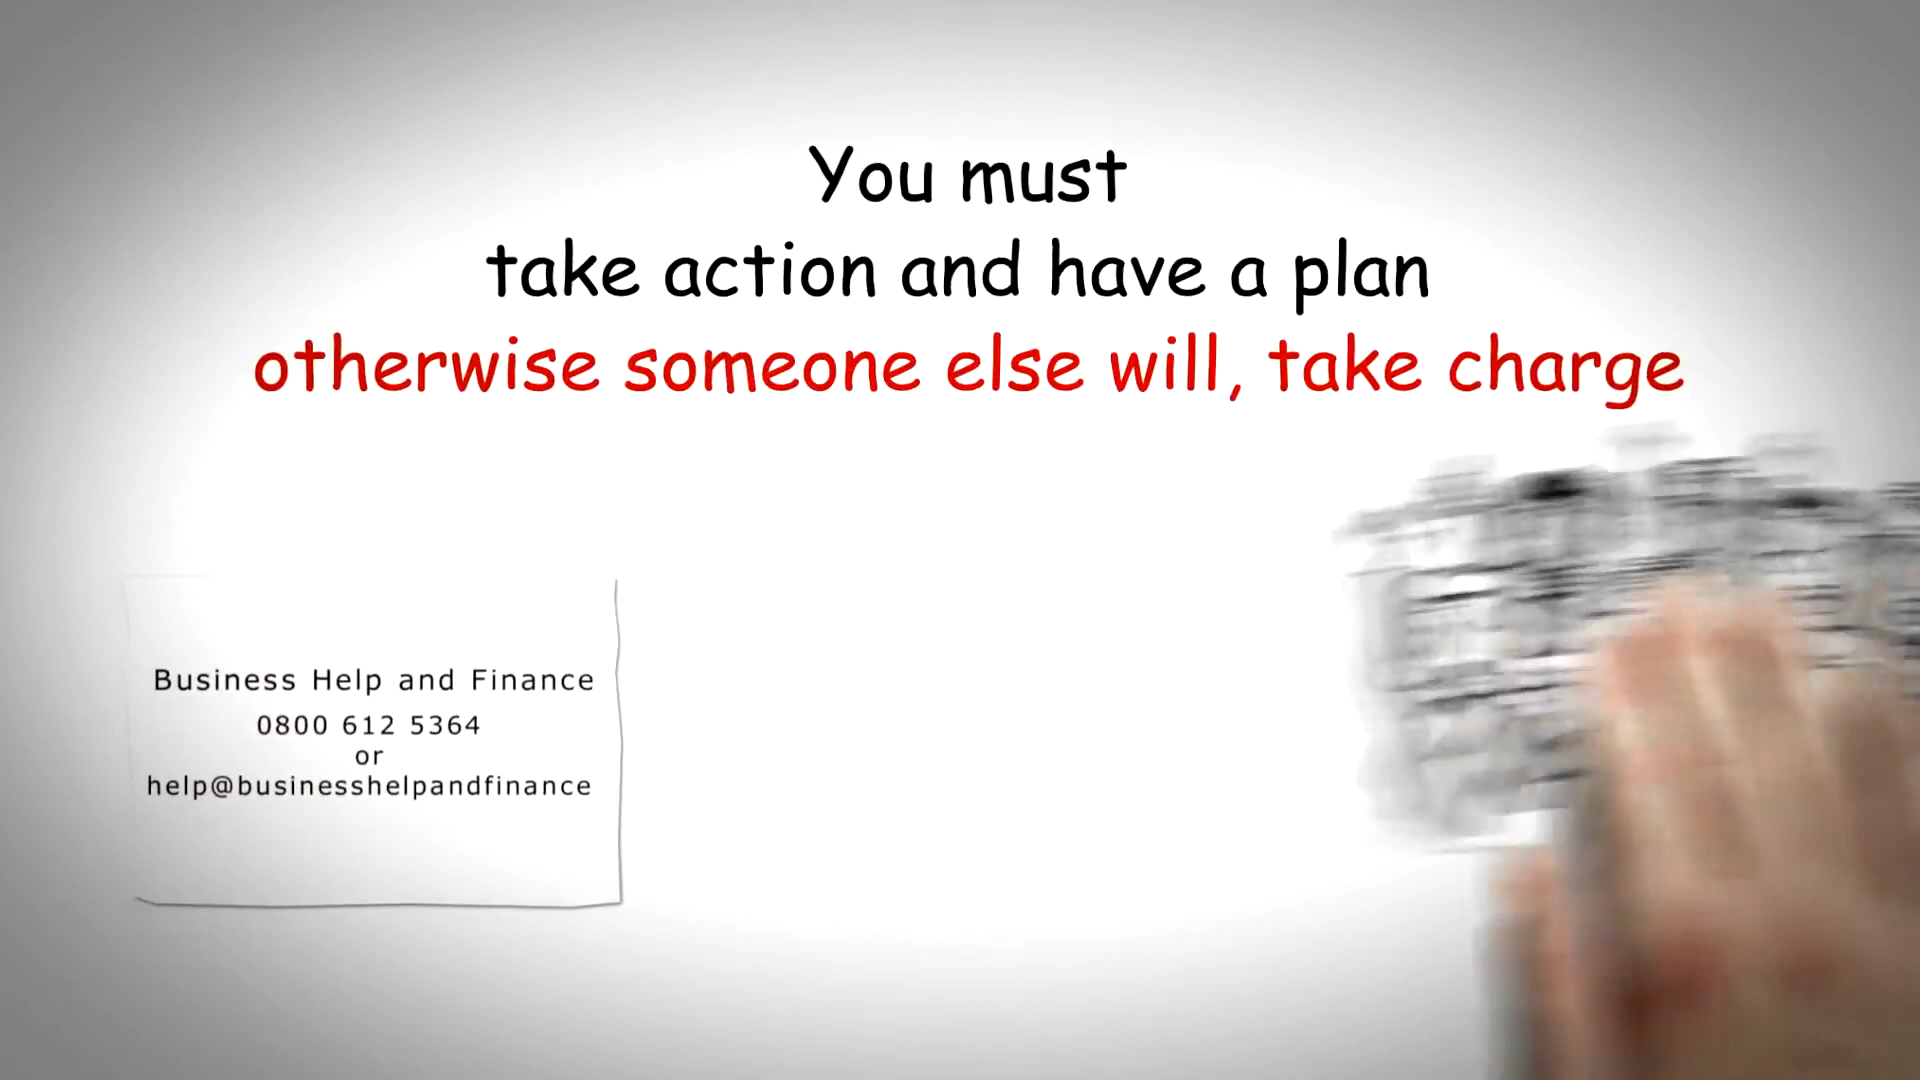 You must
take action and have a plan
otherwise someone else will, take charge
Business Help and Finance
0800 612 5364
or
help@businesshelpandfinance